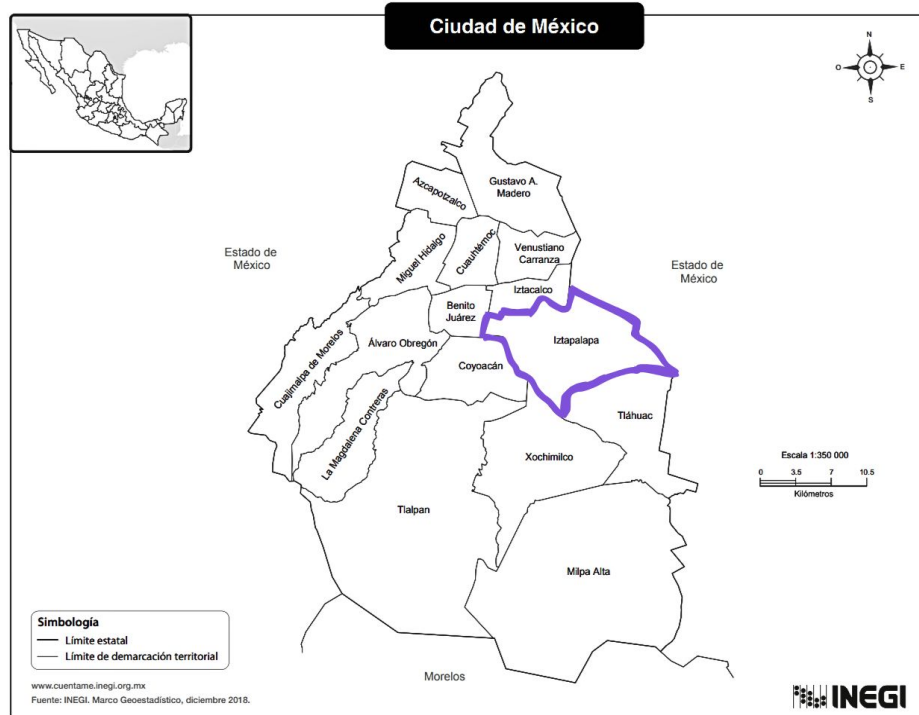 Ciudad de México
N
O
E
S
Gustavo A.
Madero
Azcapotzalco
Miguel Hidalgo
Cuauhtémoc
Venustiano
Carranza
Estado de
México
Estado de
México
Iztacalco
Benito
Juárez
Iztapalapa
Cuajimalpa de Morelos
Álvaro Obregón
Coyoacán
Tláhuac
La Magdalena Contreras
Xochimilco
Tlalpan
Milpa Alta
Escala 1:350 000
0 3.5 7 10.5
Kilómetros
Simbología
Límite estatal
Límite de demarcación territorial
Morelos
www.cuentame.inegi.org.mx
Fuente: INEGI. Marco Geoestadístico, diciembre 2018.
INEGI